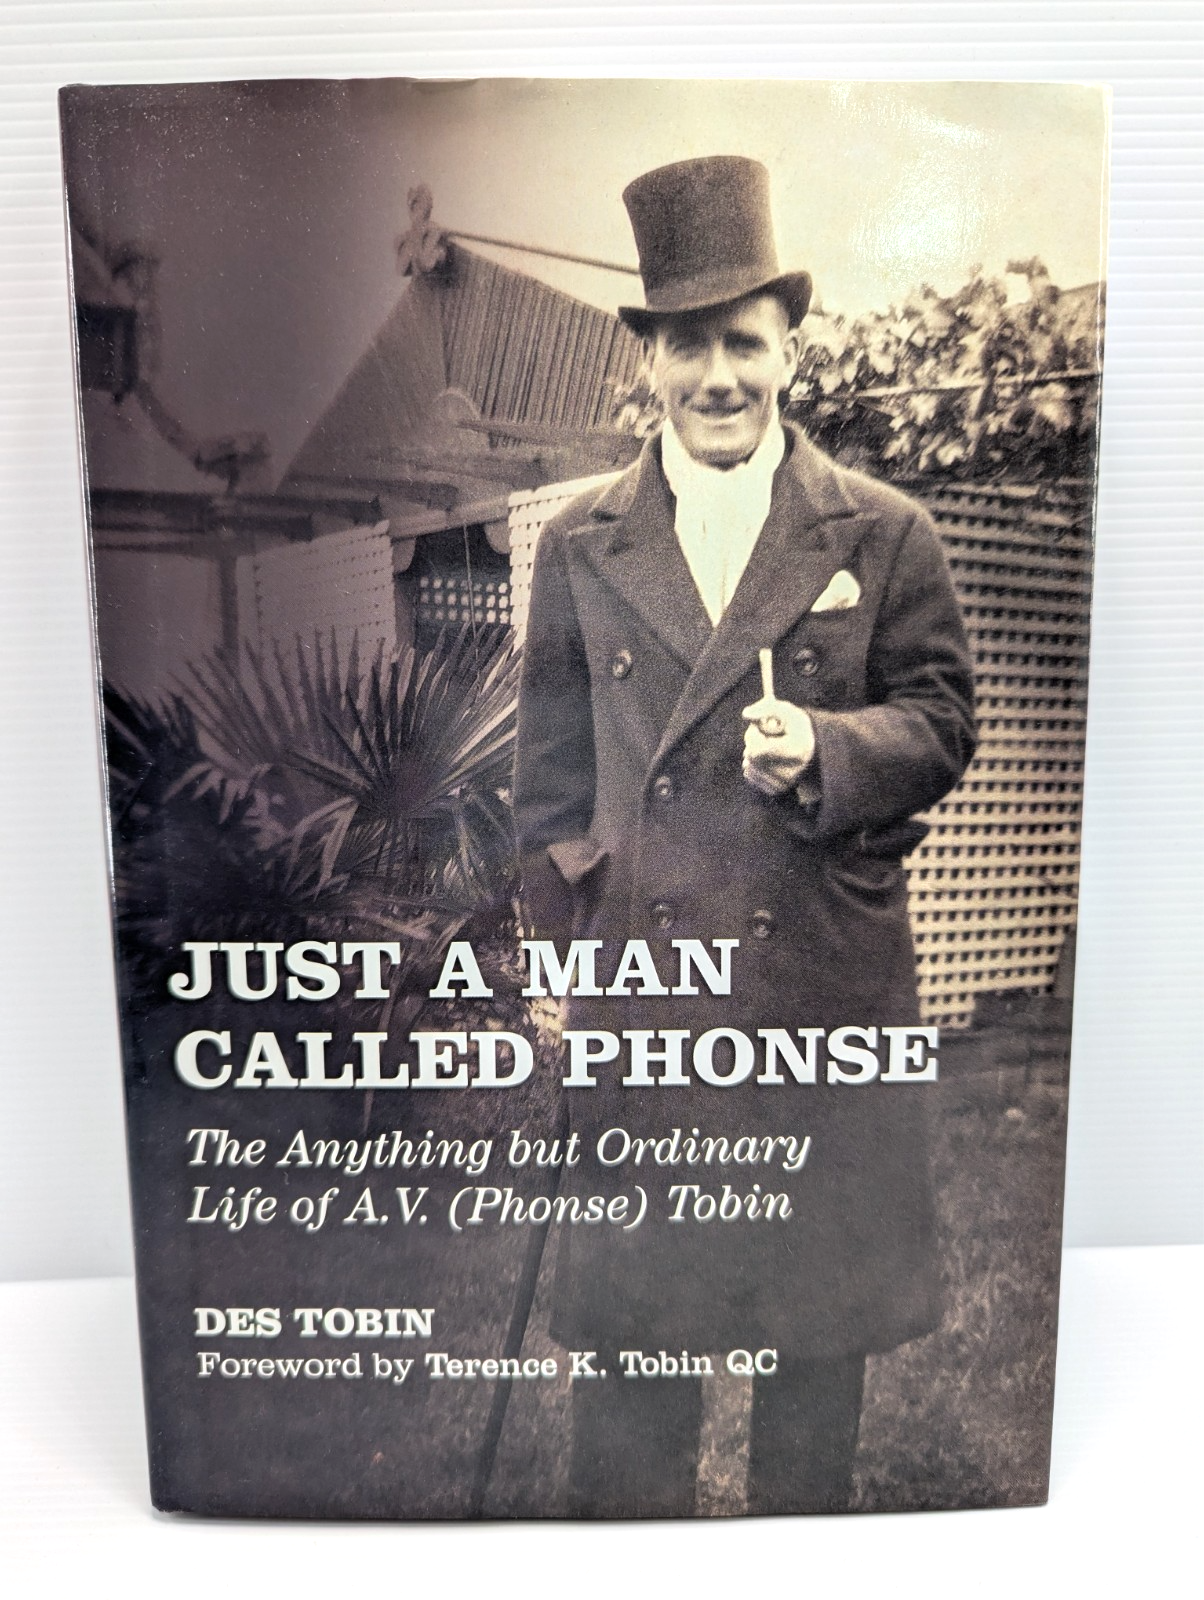 JUST A MAN
CALLED PHONSE
The Anything but Ordinary
Life of A.V. (Phonse) Tobin
DES TOBIN
Foreword by Terence K. Tobin QC